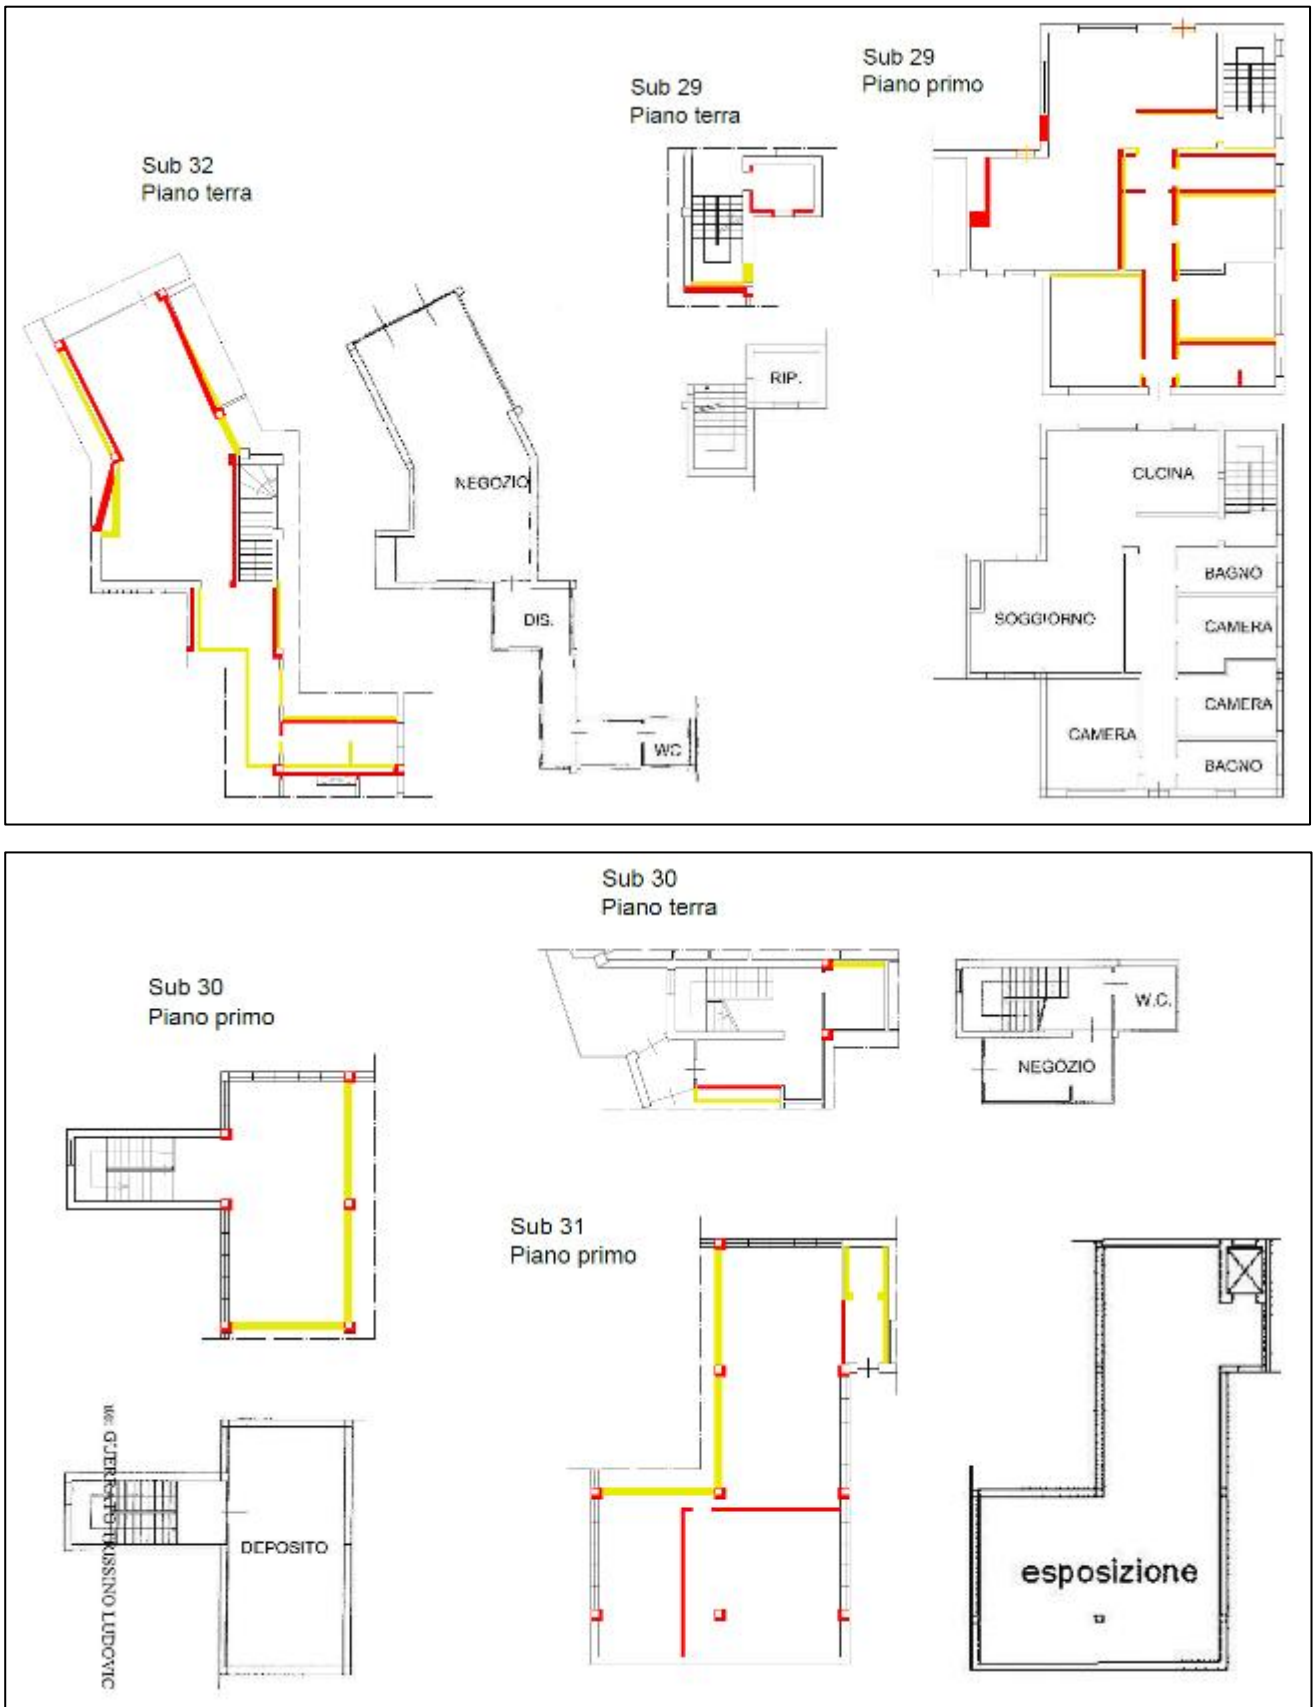 Sub 29
Piano primo
Sub 29
Piano terra
Sub 32
Piano terra
RIP.
NEGOZIO
CUCINA
BAGNO
SOGGIORNO
CAMERA
DIS.
CAMERA
CAMERA
WC
BAGNO
Sub 30
Piano terra
Sub 30
Piano primo
W.C.
NEGOZIO
Sub 31
Piano primo
DEPOSITO
esposizione
LUDOVIC